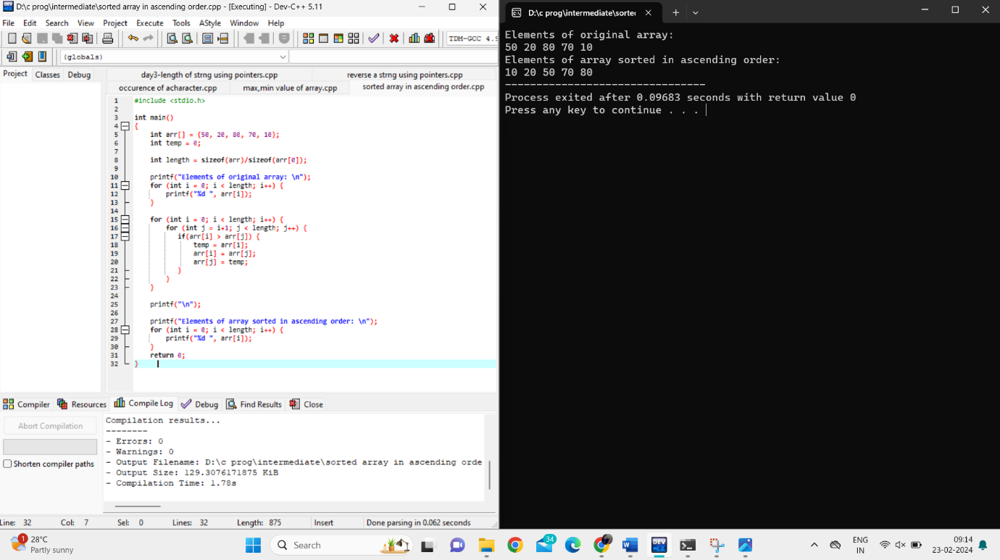 D:\c prog\intermediate\sorted array in ascending order.cpp - [Executing] - Dev-C++ 5.11
File Edit Search View Project Execute Tools AStyle Window Help
TDM-GCC 4.9
(globals)
Project Classes Debug
day3-length of strng using pointers.cpp reverse a strng using pointers.cpp
occurence of acharacter.cpp max,min value of array.cpp sorted array in ascending order.cpp
1 #include <stdio.h>
2
3 int main()
4 {
5 int arr[] = {50, 20, 80, 70, 10};
6 int temp = 0;
7
8 int length = sizeof(arr)/sizeof(arr[0]);
9
10 printf("Elements of original array: \n");
11 for (int i = 0; i < length; i++) {
12 printf("%d ", arr[i]);
13 }
14
15 for (int i = 0; i < length; i++) {
16 for (int j = i+1; j < length; j++) {
17 if(arr[i] > arr[j]) {
18 temp = arr[i];
19 arr[i] = arr[j];
20 arr[j] = temp;
21 }
22 }
23 }
24
25 printf("\n");
26
27 printf("Elements of array sorted in ascending order: \n");
28 for (int i = 0; i < length; i++) {
29 printf("%d ", arr[i]);
30 }
31 return 0;
32 }
Compiler Resources Compile Log Debug Find Results Close
Abort Compilation
Shorten compiler paths
Compilation results...
--------
- Errors: 0
- Warnings: 0
- Output Filename: D:\c prog\intermediate\sorted array in ascending orde
- Output Size: 129.3076171875 KiB
- Compilation Time: 1.78s
Line: 32 Col: 7 Sel: 0 Lines: 32 Length: 875 Insert Done parsing in 0.062 seconds
D:\c prog\intermediate\sorte
Elements of original array:
50 20 80 70 10
Elements of array sorted in ascending order:
10 20 50 70 80
--------------------------------
Process exited after 0.09683 seconds with return value 0
Press any key to continue . . .
1
28°C
Partly sunny
Search
34
DEV
ENG
IN
09:14
23-02-2024